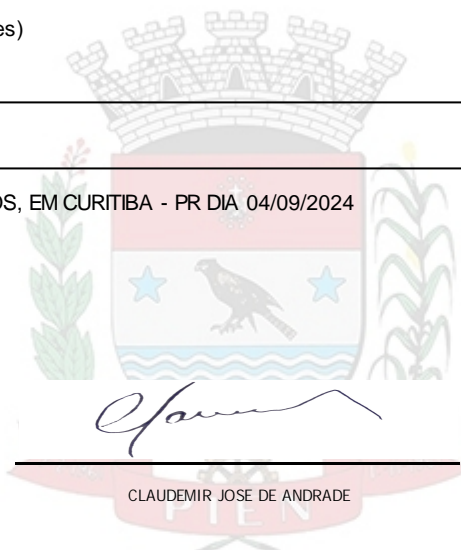 es)
OS, EM CURITIBA - PR DIA 04/09/2024
CLAUDEMIR JOSE DE ANDRADE
PIEN